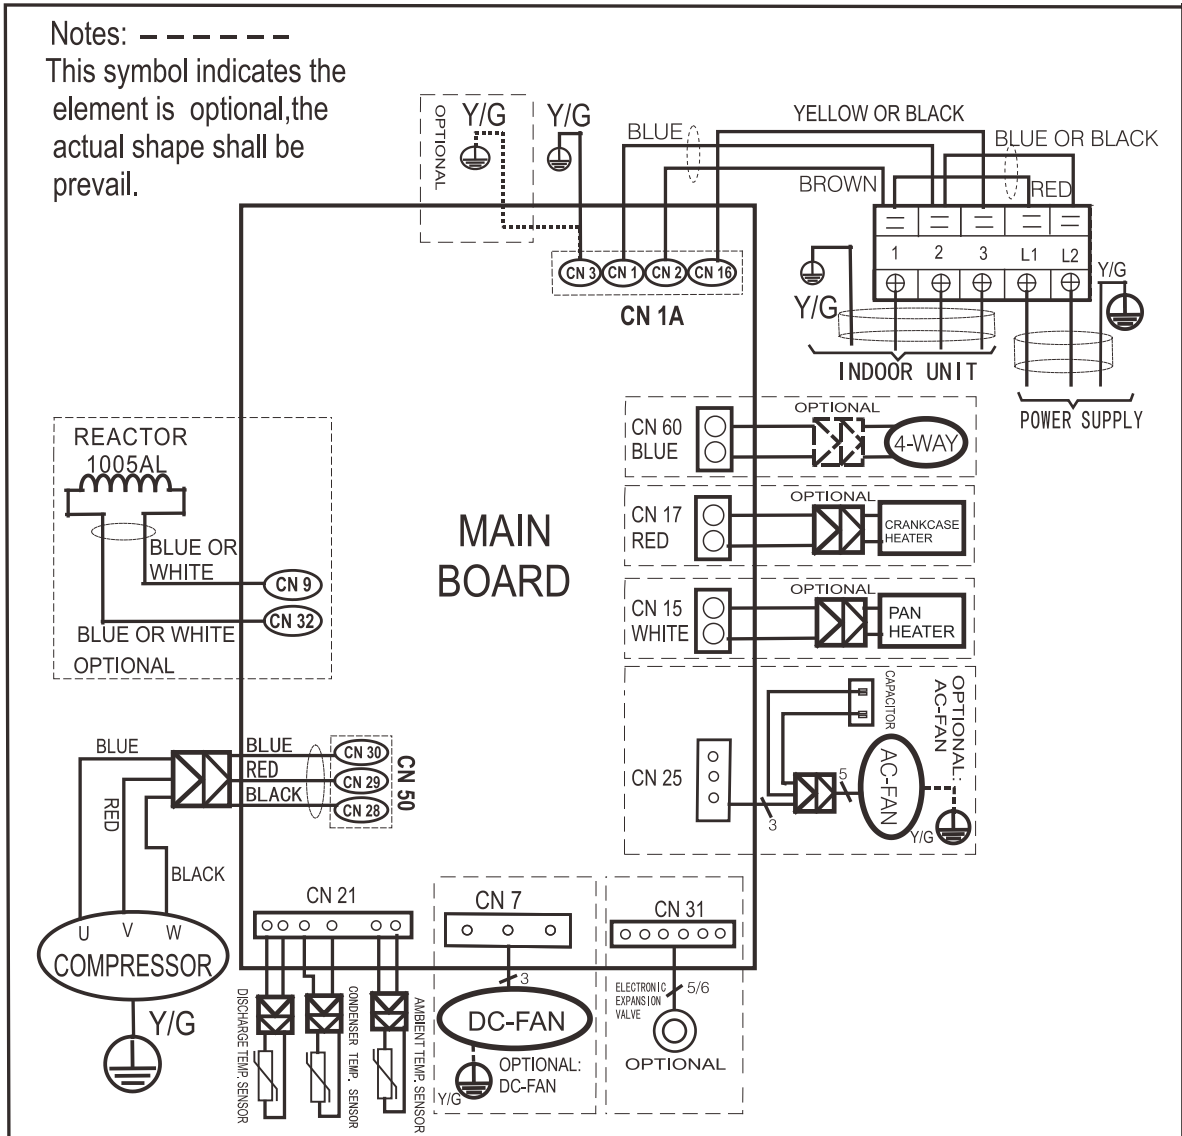 Notes:
This symbol indicates the
element is optional,the
actual shape shall be
prevail.
OPTIONAL
Y/G
Y/G
BLUE
YELLOW OR BLACK
BLUE OR BLACK
BROWN
RED
1 2 3 L1 L2
Y/G
Y/G
INDOOR UNIT
POWER SUPPLY
CN 3 CN 1 CN 2 CN 16
CN 1A
REACTOR
1005AL
BLUE OR
WHITE
CN 9
CN 32
BLUE OR WHITE
OPTIONAL
MAIN
BOARD
CN 60
BLUE
OPTIONAL
4-WAY
CN 17
RED
OPTIONAL
CRANKCASE
HEATER
CN 15
WHITE
OPTIONAL
PAN
HEATER
CN 25
3
5
CAPACITOR
AC-FAN
OPTIONAL:
AC-FAN
Y/G
BLUE
RED
BLACK
BLUE
RED
BLACK
CN 30
CN 29
CN 28
CN 50
U V W
COMPRESSOR
Y/G
CN 21
DISCHARGE TEMP. SENSOR
CONDENSER TEMP. SENSOR
AMBIENT TEMP. SENSOR
CN 7
3
DC-FAN
OPTIONAL:
DC-FAN
Y/G
CN 31
ELECTRONIC
EXPANSION
VALVE
5/6
OPTIONAL